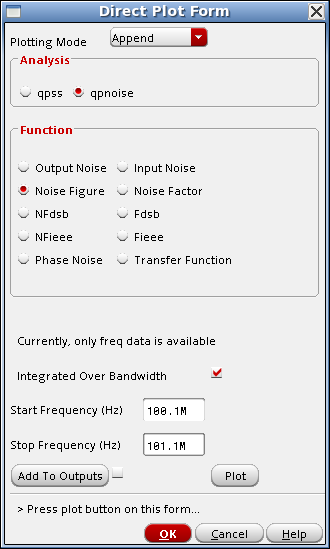 Direct Plot Form
Plotting Mode Append
Analysis
qpss qpnoise
Function
Output Noise Input Noise
Noise Figure Noise Factor
NFdsb Fdsb
NFieee Fieee
Phase Noise Transfer Function
Currently, only freq data is available
Integrated Over Bandwidth
Start Frequency (Hz) 100.1M
Stop Frequency (Hz) 101.1M
Add To Outputs Plot
> Press plot button on this form...
OK Cancel Help